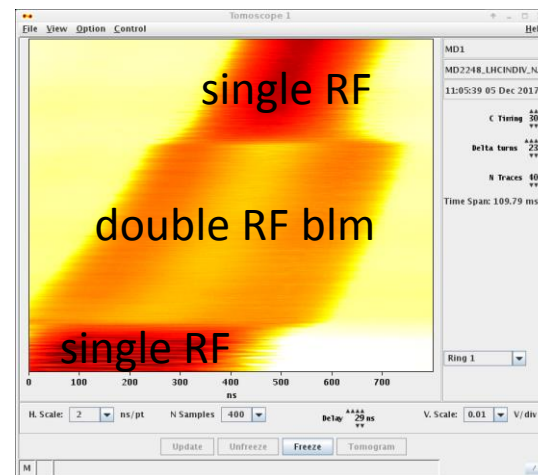 Tomoscope 1
File View Option Control Hel
MD1
MD2248_LHCINDIV_N
11:05:39 05 Dec 2017
C Timing 30
Delta turns 23
N Traces 40
Time Span: 109.79 ms
single RF
double RF blm
single RF
0 100 200 300 400 500 600 700
ns
Ring 1
H. Scale: 2 ns/pt N Samples 400 Delay 29 ns V. Scale: 0.01 V/div
Update Unfreeze Freeze Tomogram
M